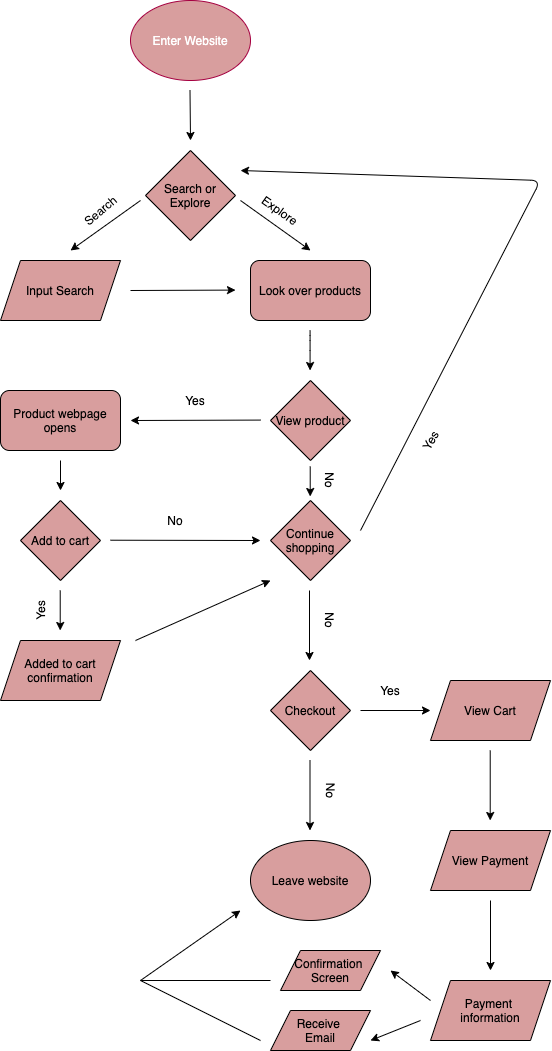 Enter Website
Search or
Explore
Search
Explore
Input Search
Look over products
Yes
View product
Product webpage
opens
No
Yes
Add to cart
No
Continue
shopping
Yes
No
Added to cart
confirmation
Checkout
Yes
View Cart
No
View Payment
Leave website
Confirmation
Screen
Payment
information
Receive
Email